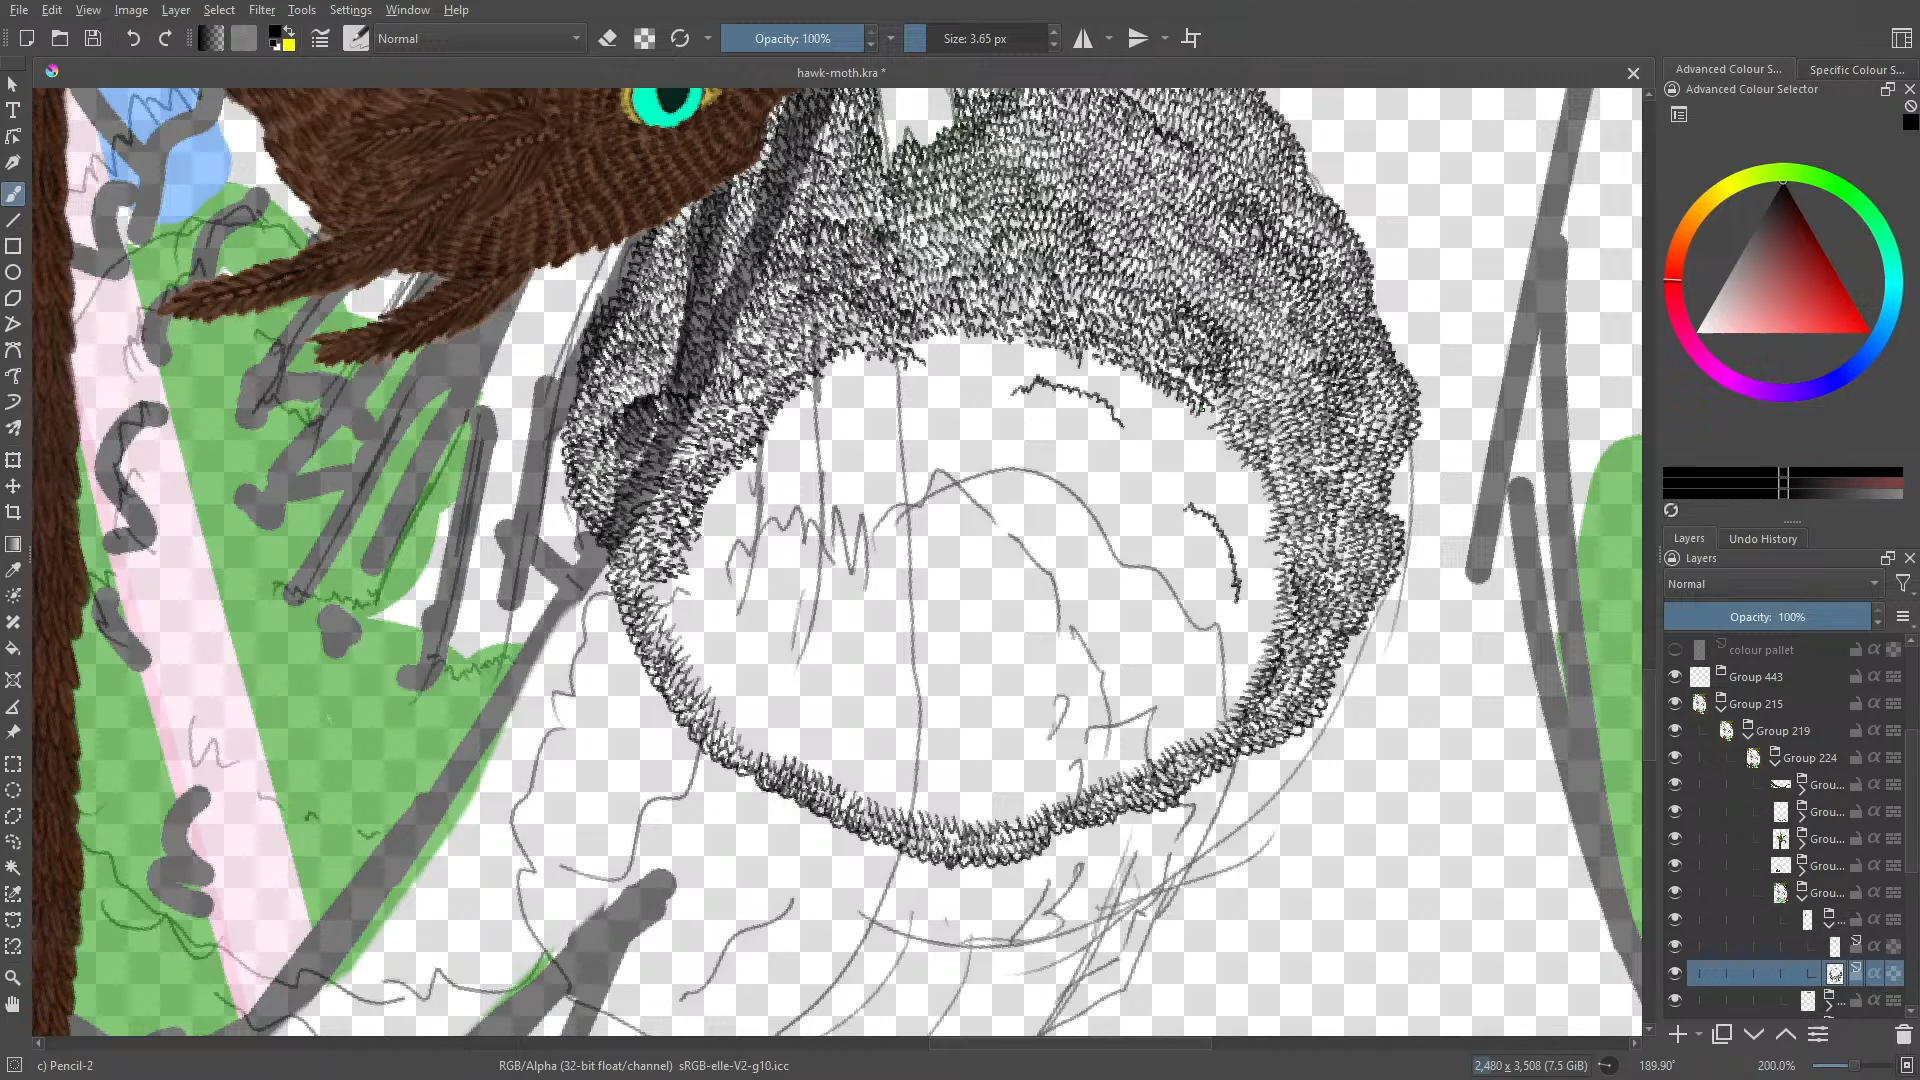 File Edit View Image Layer Select Filter Tools Settings Window Help
Normal Opacity: 100% Size: 3.65 px
hawk-moth.kra *
Advanced Colour S... Specific Colour S...
Advanced Colour Selector
Layers Undo History
Layers
Normal
Opacity: 100%
colour pallet
Group 443
Group 215
Group 219
Group 224
Grou...
Grou...
Grou...
Grou...
Grou...
...
...
c) Pencil-2 RGB/Alpha (32-bit float/channel) sRGB-elle-V2-g10.icc 2,480 x 3,508 (7.5 GiB) 189.90° 200.0%